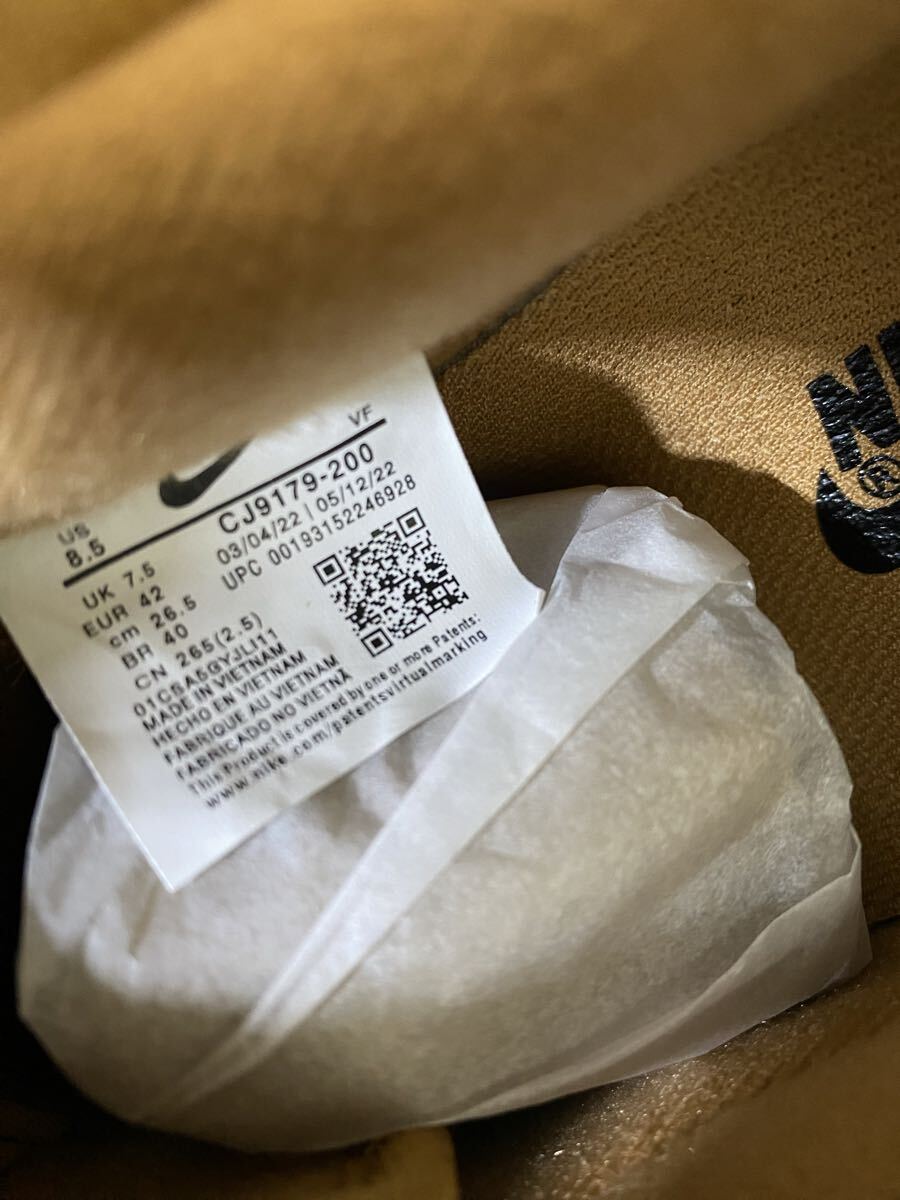 VF
US
8.5
CJ9179-200
03/04/22 | 05/12/22
UPC 00193152246928
UK 7.5
EUR 42
cm 26.5
BR 40
CN 265(2.5)
MADE IN VIETNAM
HECHO EN VIETNAM
FABRIQUE AU VIETNAM
FABRICADO NO VIETNÃ
This Product is covered by one or more Patents:
www.nike.com/patentsvirtualmarking
NI
®